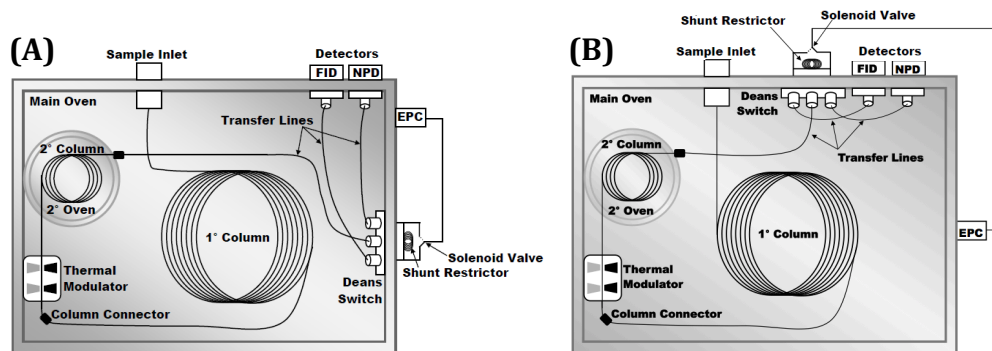 (A)
Sample Inlet
Detectors
FID
NPD
Main Oven
EPC
Transfer Lines
2° Column
2° Oven
1° Column
Solenoid Valve
Shunt Restrictor
Thermal
Modulator
Deans
Switch
Column Connector
(B)
Shunt Restrictor
Solenoid Valve
Sample Inlet
Detectors
FID
NPD
Main Oven
Deans
Switch
2° Column
Transfer Lines
2° Oven
1° Column
EPC
Thermal
Modulator
Column Connector